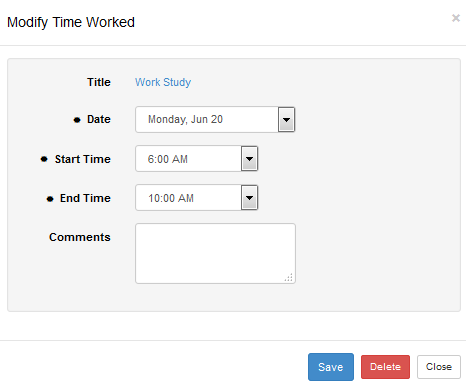 Modify Time Worked ×
Title Work Study
Date Monday, Jun 20
Start Time 6:00 AM
End Time 10:00 AM
Comments
Save Delete Close